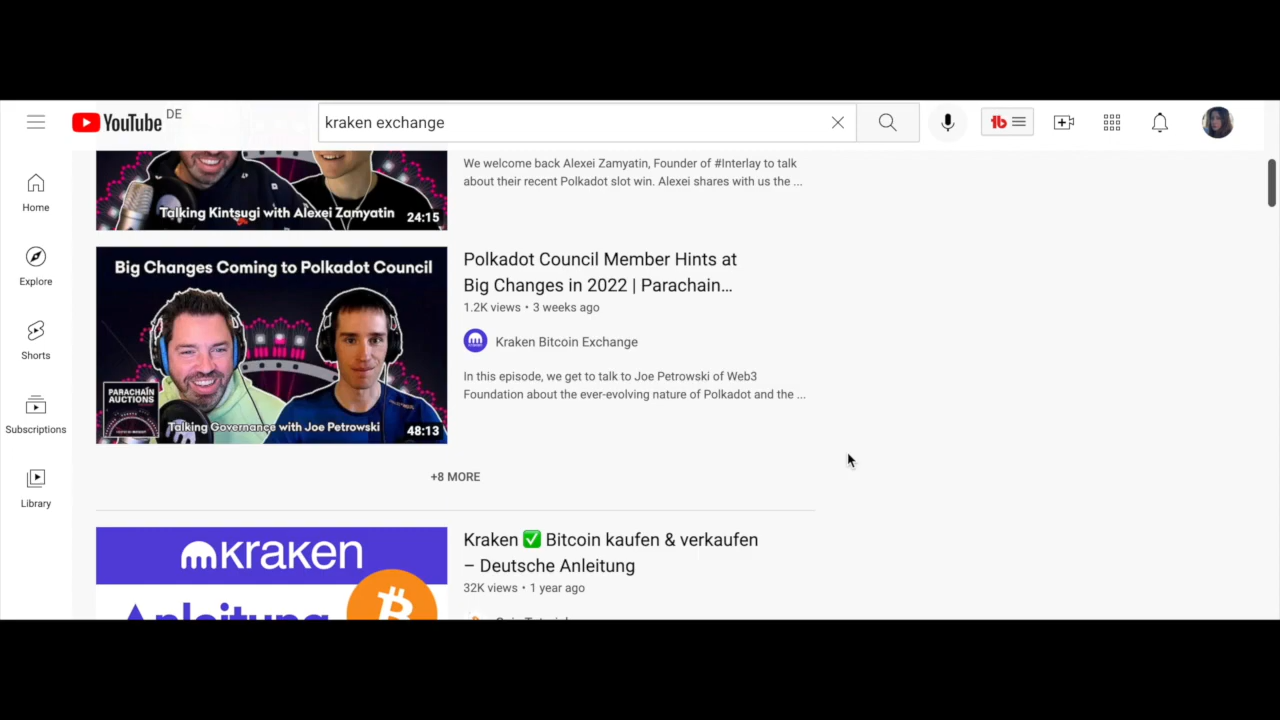 YouTube DE
kraken exchange
Home
Explore
Shorts
Subscriptions
Library
Talking Kintsugi with Alexei Zamyatin
24:15
We welcome back Alexei Zamyatin, Founder of #Interlay to talk
about their recent Polkadot slot win. Alexei shares with us the ...
Big Changes Coming to Polkadot Council
PARACHAIN
AUCTIONS
Talking Governance with Joe Petrowski
48:13
Polkadot Council Member Hints at
Big Changes in 2022 | Parachain...
1.2K views • 3 weeks ago
Kraken Bitcoin Exchange
In this episode, we get to talk to Joe Petrowski of Web3
Foundation about the ever-evolving nature of Polkadot and the ...
+8 MORE
kraken
Anleitung
Kraken ✅ Bitcoin kaufen & verkaufen
– Deutsche Anleitung
32K views • 1 year ago